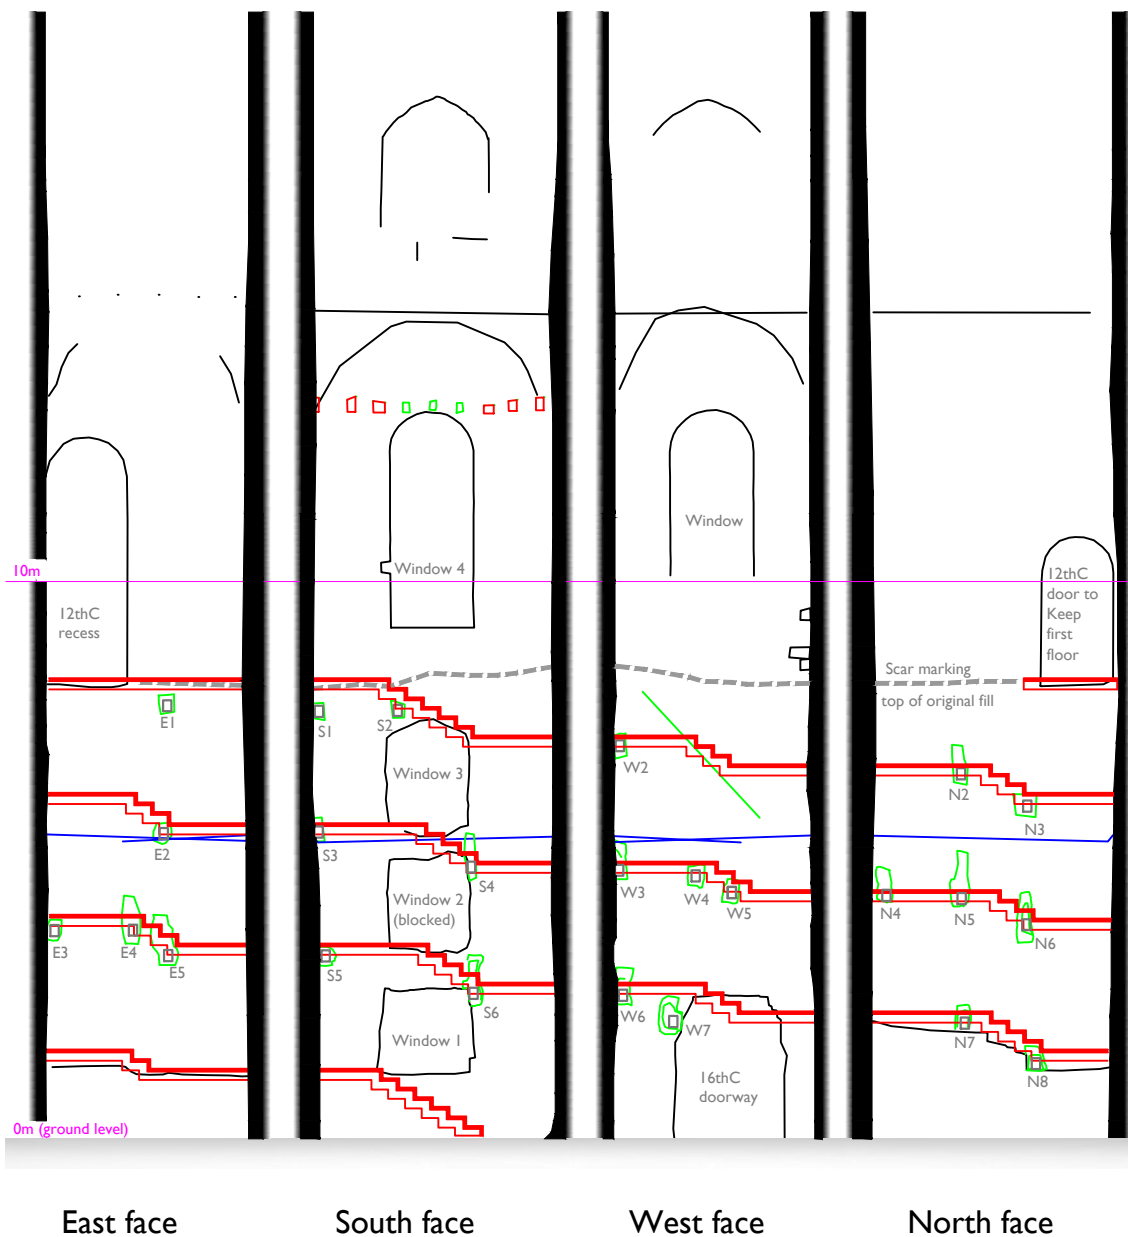 Window
10m
Window 4
12thC
recess
12thC
door to
Keep
first
floor
Scar marking
top of original fill
E1
S1
S2
W2
Window 3
N2
N3
E2
S3
S4
W3
W4
W5
Window 2
(blocked)
N4
N5
N6
E3
E4
E5
S5
S6
W6
W7
Window 1
N7
N8
16thC
doorway
0m (ground level)
East face
South face
West face
North face